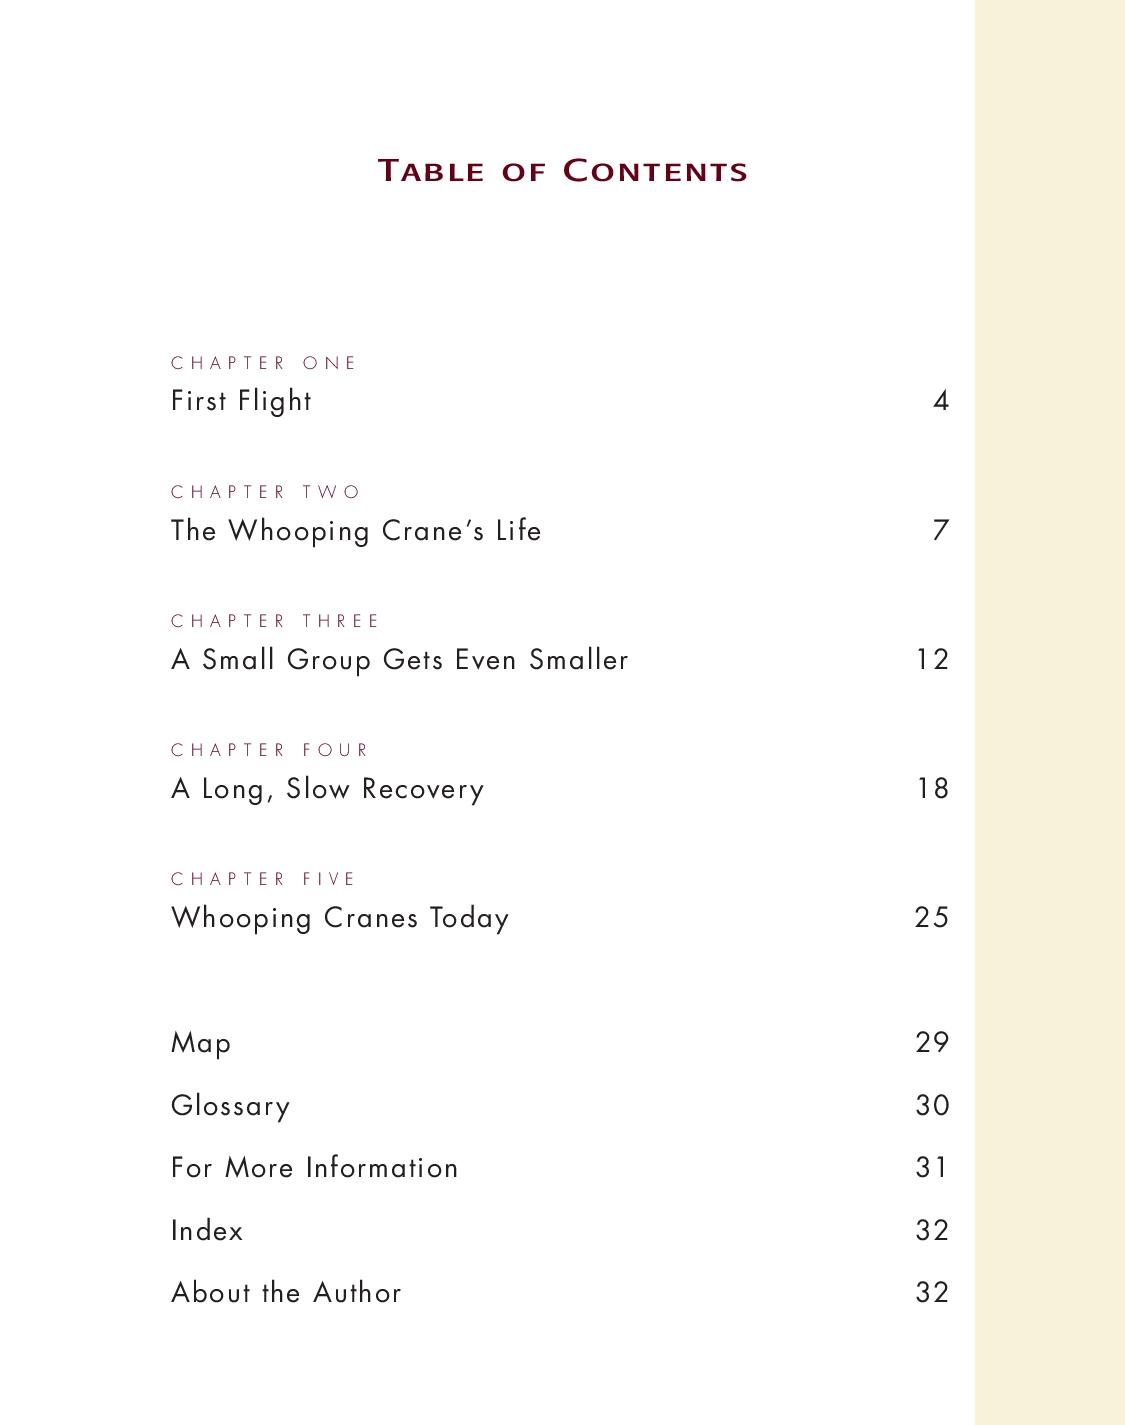 Table of Contents
CHAPTER ONE
First Flight 4
CHAPTER TWO
The Whooping Crane’s Life 7
CHAPTER THREE
A Small Group Gets Even Smaller 12
CHAPTER FOUR
A Long, Slow Recovery 18
CHAPTER FIVE
Whooping Cranes Today 25
Map 29
Glossary 30
For More Information 31
Index 32
About the Author 32